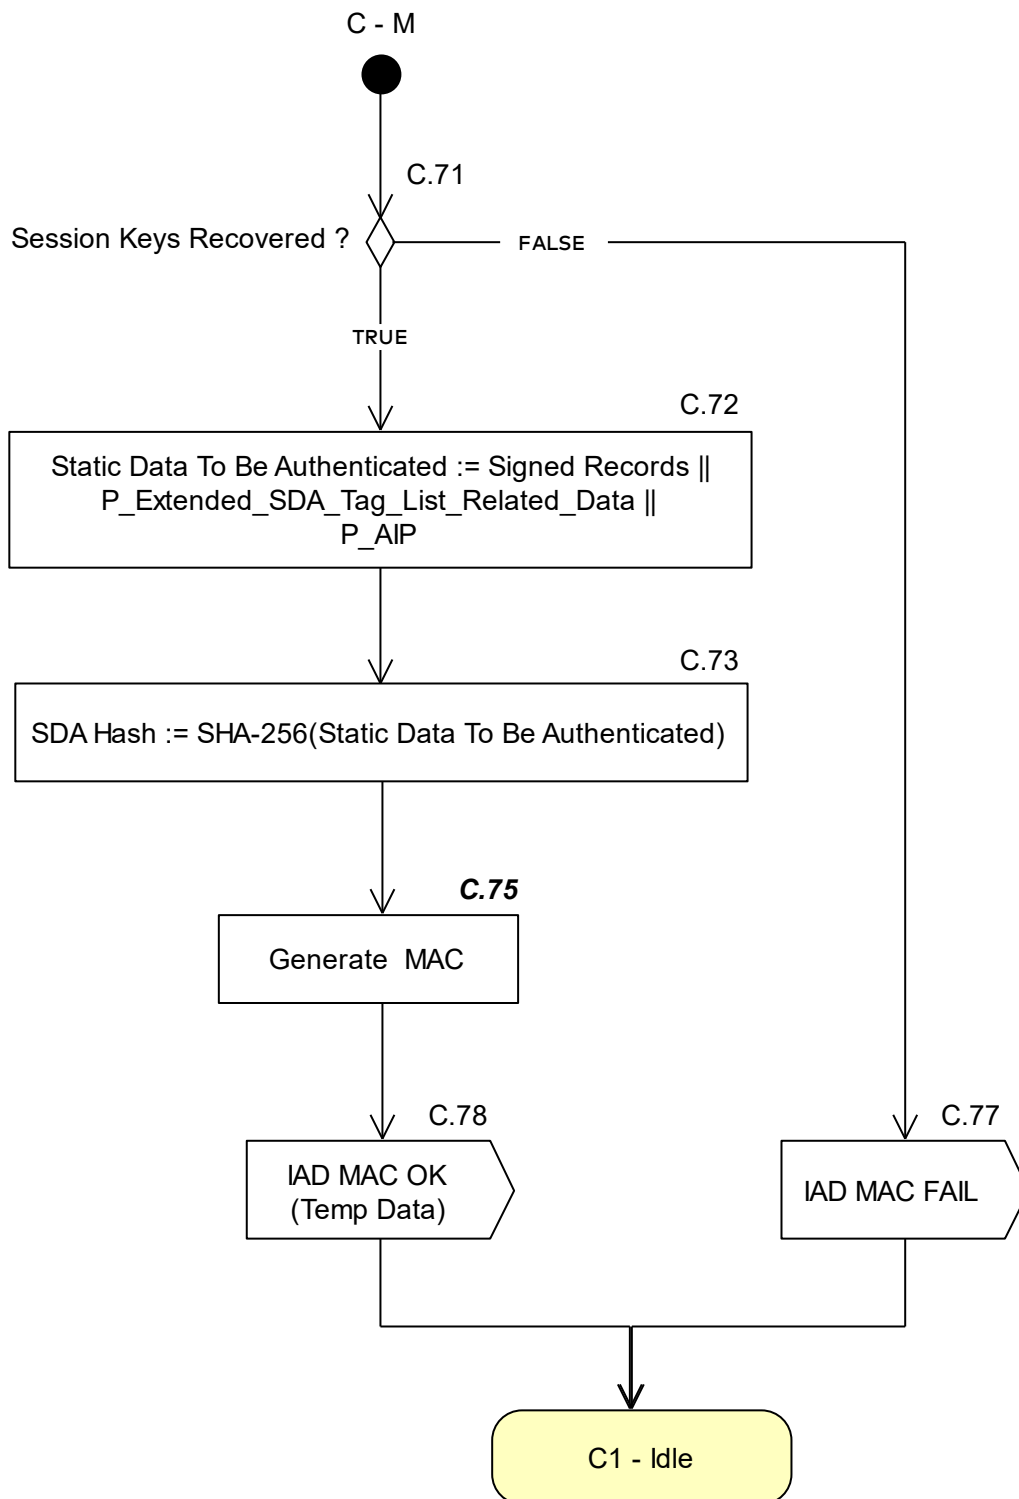 C - M
C.71
Session Keys Recovered ?
FALSE
TRUE
C.72
Static Data To Be Authenticated := Signed Records ||
P_Extended_SDA_Tag_List_Related_Data ||
P_AIP
C.73
SDA Hash := SHA-256(Static Data To Be Authenticated)
C.75
Generate MAC
C.78
IAD MAC OK
(Temp Data)
C.77
IAD MAC FAIL
C1 - Idle